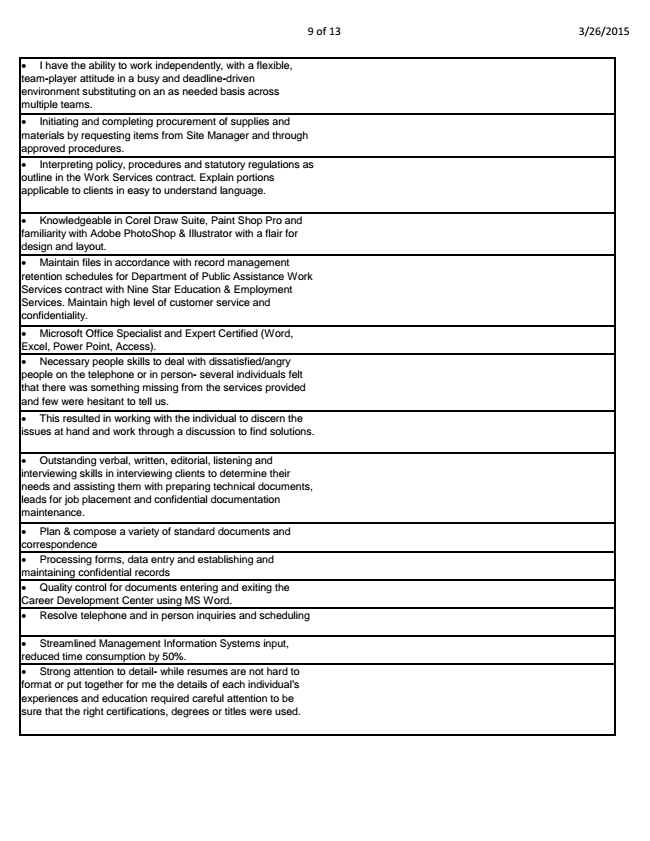 9 of 13
3/26/2015
• I have the ability to work independently, with a flexible,
team-player attitude in a busy and deadline-driven
environment substituting on an as needed basis across
multiple teams.
• Initiating and completing procurement of supplies and
materials by requesting items from Site Manager and through
approved procedures.
• Interpreting policy, procedures and statutory regulations as
outline in the Work Services contract. Explain portions
applicable to clients in easy to understand language.
• Knowledgeable in Corel Draw Suite, Paint Shop Pro and
familiarity with Adobe PhotoShop & Illustrator with a flair for
design and layout.
• Maintain files in accordance with record management
retention schedules for Department of Public Assistance Work
Services contract with Nine Star Education & Employment
Services. Maintain high level of customer service and
confidentiality.
• Microsoft Office Specialist and Expert Certified (Word,
Excel, Power Point, Access).
• Necessary people skills to deal with dissatisfied/angry
people on the telephone or in person- several individuals felt
that there was something missing from the services provided
and few were hesitant to tell us.
• This resulted in working with the individual to discern the
issues at hand and work through a discussion to find solutions.
• Outstanding verbal, written, editorial, listening and
interviewing skills in interviewing clients to determine their
needs and assisting them with preparing technical documents,
leads for job placement and confidential documentation
maintenance.
• Plan & compose a variety of standard documents and
correspondence
• Processing forms, data entry and establishing and
maintaining confidential records
• Quality control for documents entering and exiting the
Career Development Center using MS Word.
• Resolve telephone and in person inquiries and scheduling
• Streamlined Management Information Systems input,
reduced time consumption by 50%.
• Strong attention to detail- while resumes are not hard to
format or put together for me the details of each individual's
experiences and education required careful attention to be
sure that the right certifications, degrees or titles were used.